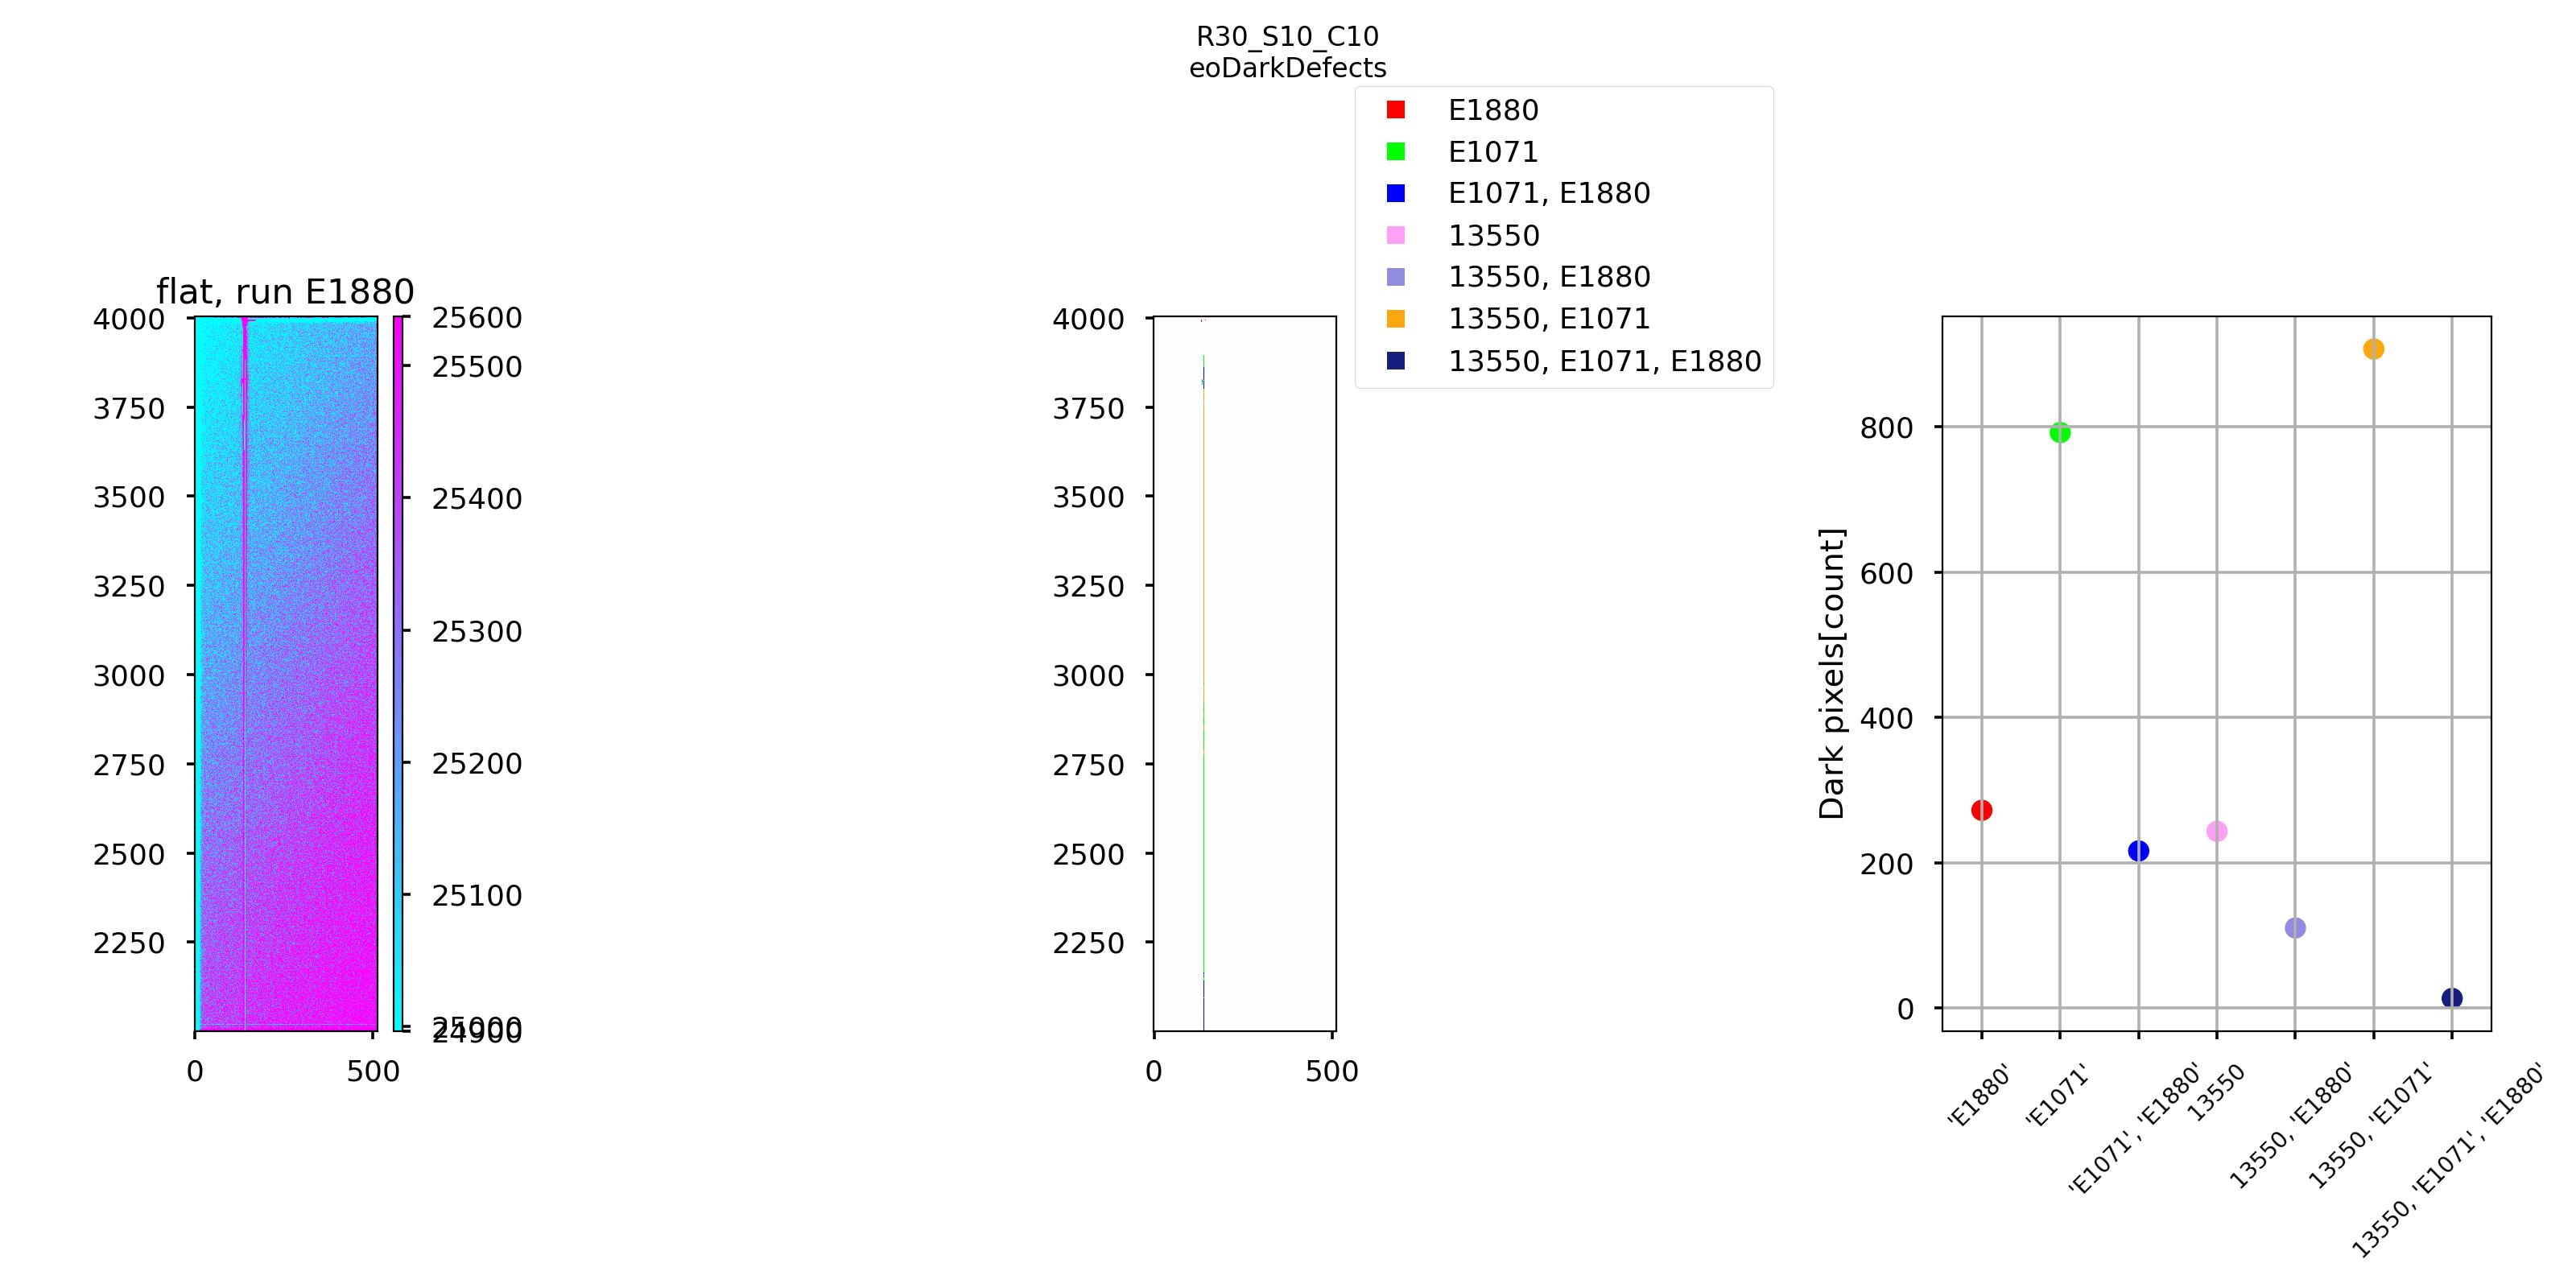 R30_S10_C10
eoDarkDefects
E1880
E1071
E1071, E1880
13550
13550, E1880
13550, E1071
13550, E1071, E1880
flat, run E1880
4000
3750
3500
3250
3000
2750
2500
2250
0
500
25600
25500
25400
25300
25200
25100
25000
24900
4000
3750
3500
3250
3000
2750
2500
2250
0
500
Dark pixels[count]
800
600
400
200
0
'E1880'
'E1071'
'E1071', 'E1880'
13550
13550, 'E1880'
13550, 'E1071'
13550, 'E1071', 'E1880'